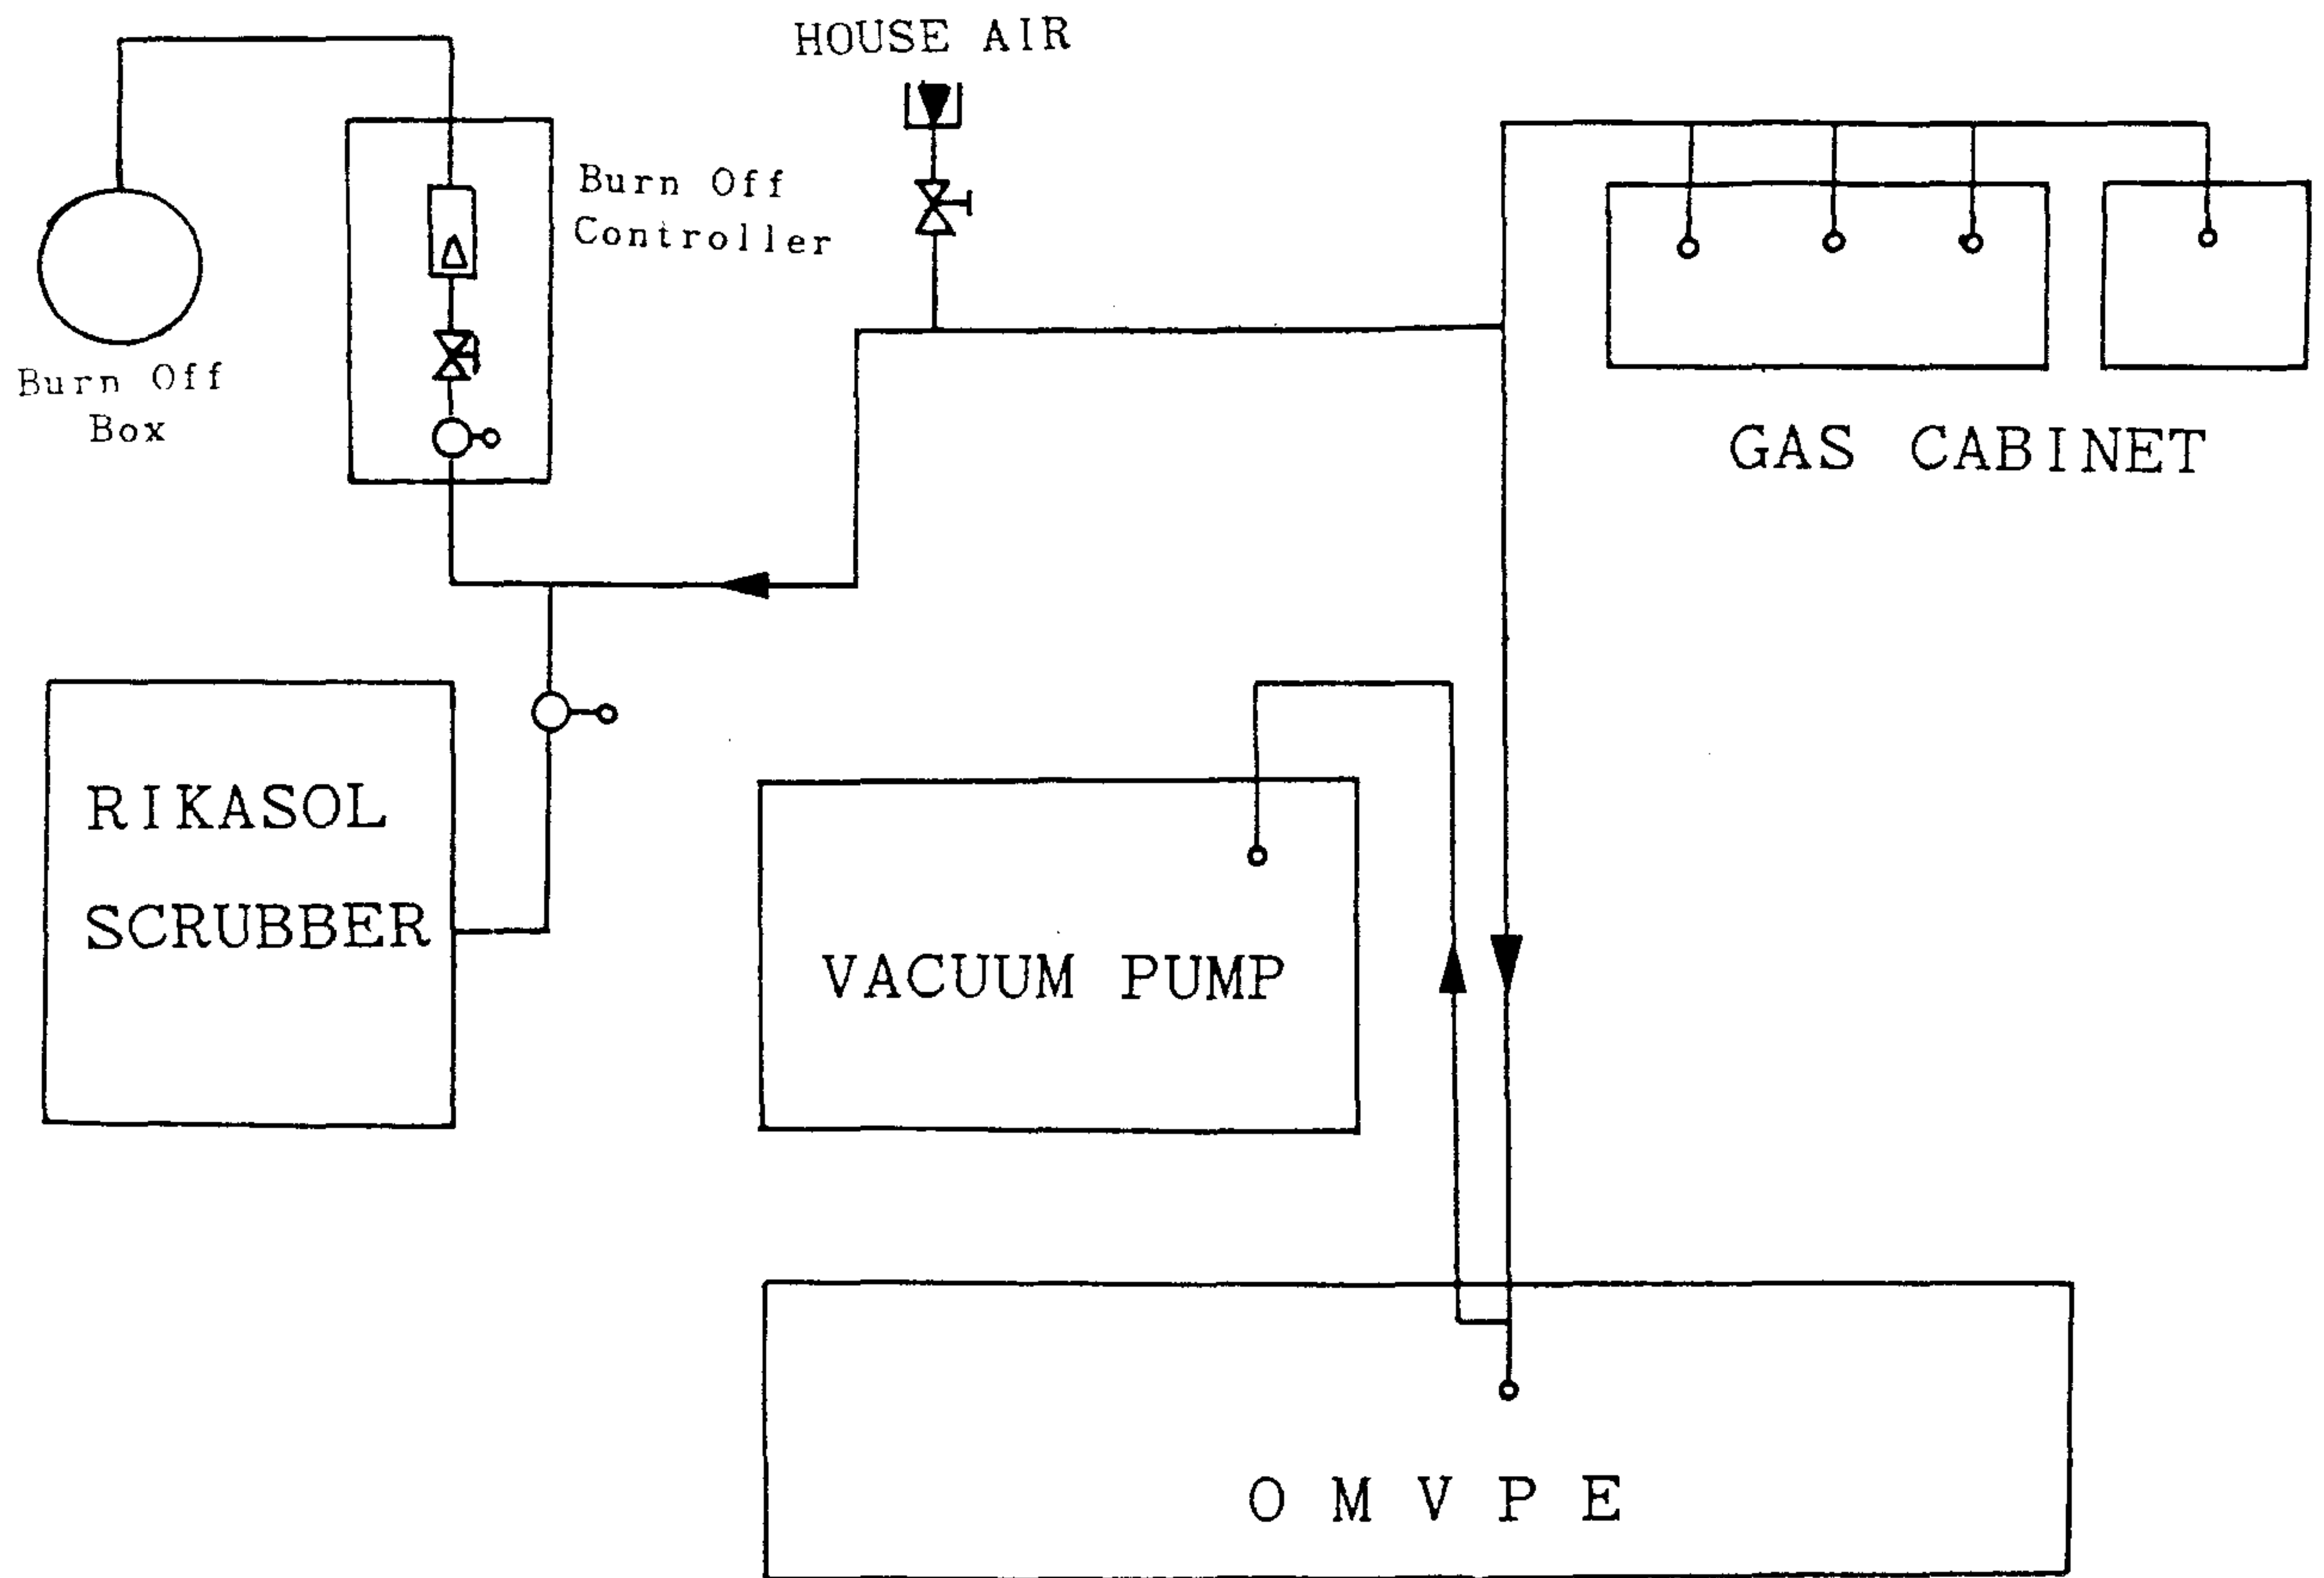 HOUSE AIR
Burn Off
Controller
Burn Off
Box
GAS CABINET
RIKASOL
SCRUBBER
VACUUM PUMP
O M V P E